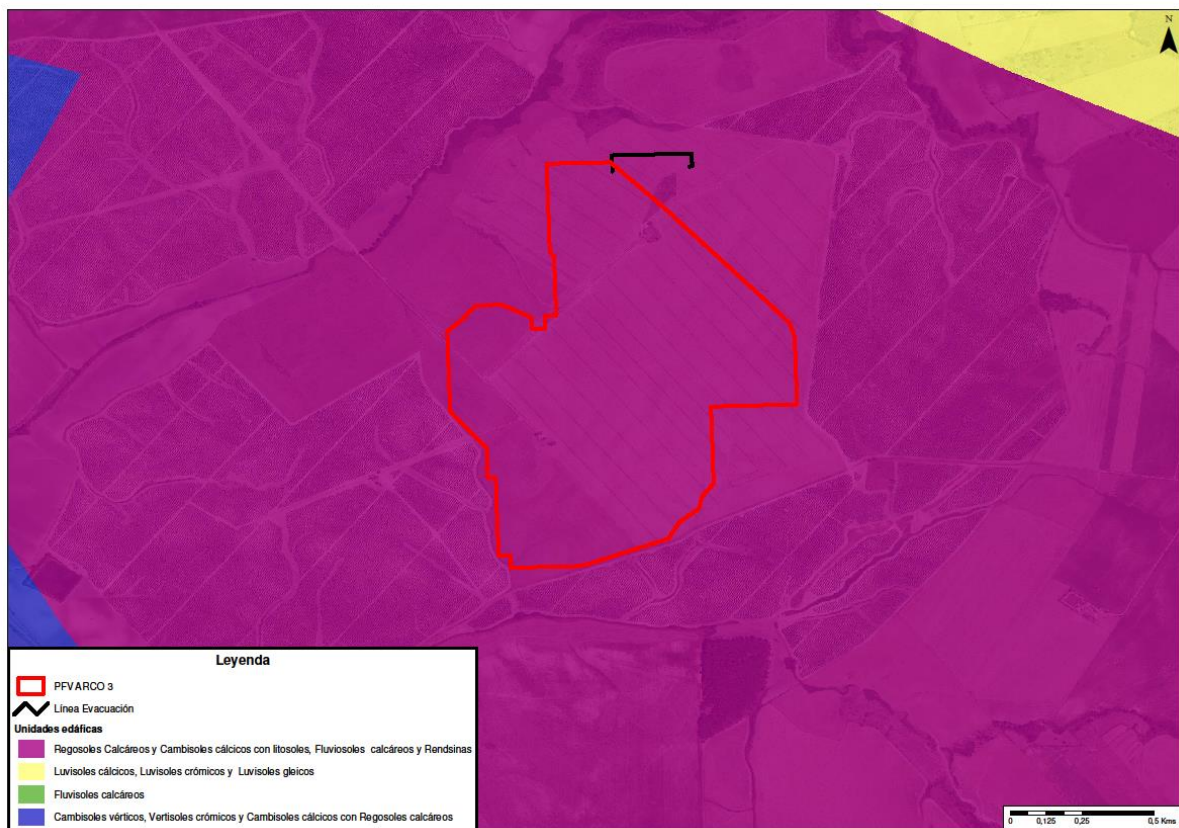 N
Leyenda
PFV ARCO 3
Línea Evacuación
Unidades edáficas
Regosoles Calcáreos y Cambisoles cálcicos con litosoles, Fluviosoles calcáreos y Rendsinas
Luvisoles cálcicos, Luvisoles crómicos y Luvisoles gleicos
Fluvisoles calcáreos
Cambisoles vérticos, Vertisoles crómicos y Cambisoles cálcicos con Regosoles calcáreos
0 0,125 0,25 0,5 Kms